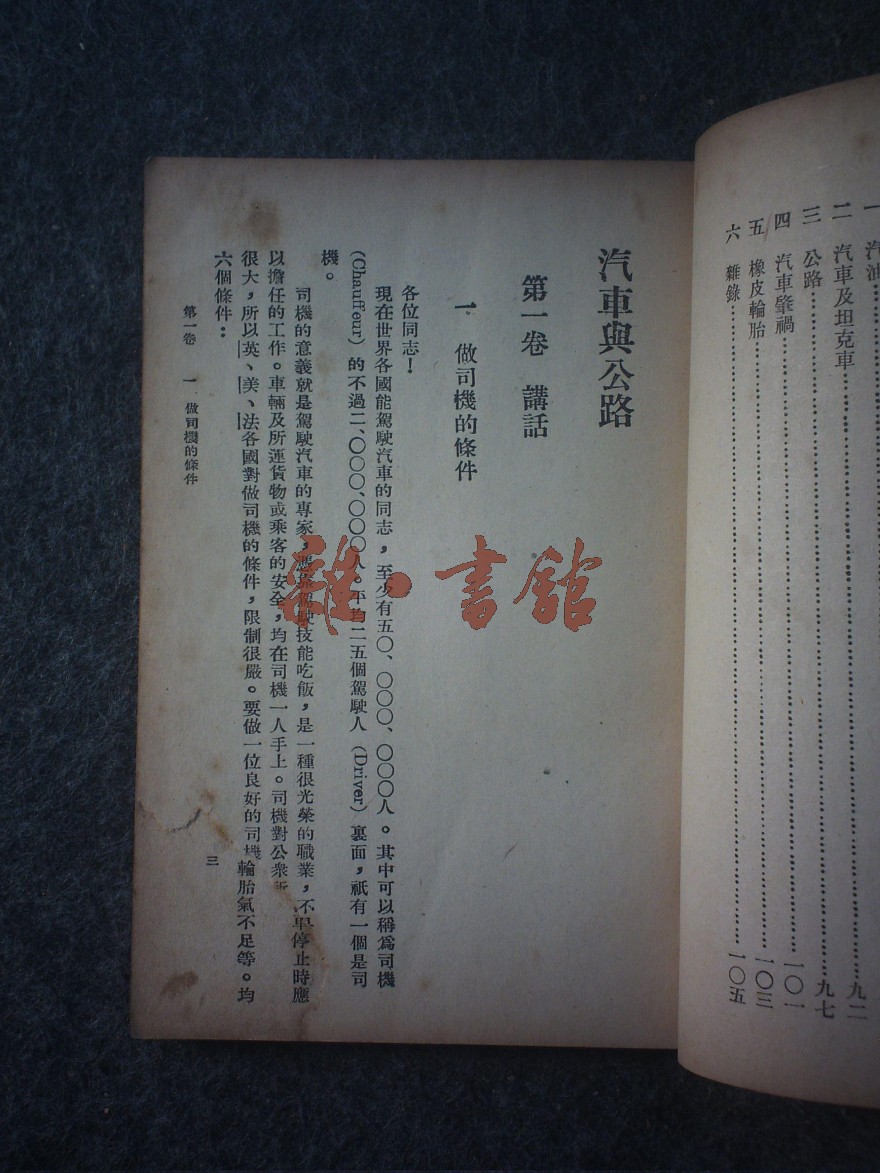 一 汽油
二 汽車及坦克車……九二
三 公路……九七
四 汽車肇禍……一〇一
五 橡皮輪胎……一〇三
六 雜錄……一〇五
汽車與公路
第一卷 講話
一 做司機的條件
各位同志！
現在世界各國能駕駛汽車的同志，至少有五〇、〇〇〇、〇〇〇人。其中可以稱爲司機
(Chauffeur) 的不過二、〇〇〇、〇〇〇人。平均二五個駕駛人 (Driver) 裏面，祇有一個是司
機。
司機的意義就是駕駛汽車的專家，憑藉駕駛技能吃飯，是一種很光榮的職業，不單停止時應
以擔任的工作。車輛及所運貨物或乘客的安全，均在司機一人手上。司機對公衆
很大，所以英、美、法各國對做司機的條件，限制很嚴。要做一位良好的司機輪胎氣不足等。均
六個條件：
第一卷 一 做司機的條件
三
雜·書館